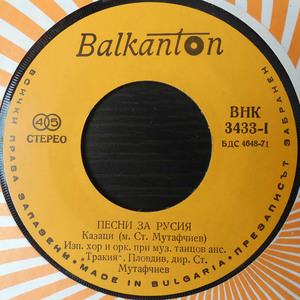 Balkanton
45
СТЕРЕО
ВНК
3433-I
БДС 4648-71
ПЕСНИ ЗА РУСИЯ
Казаци (м. Ст. Мутафчиев)
Изп. хор и орк. при муз. танцов анс.
"Тракия", Пловдив, дир. Ст.
Мутафчиев
ВСИЧКИ ПРАВА ЗАПАЗЕНИ • MADE IN BULGARIA • ПРЕЗАПИСЪТ ЗАБРАНЕН